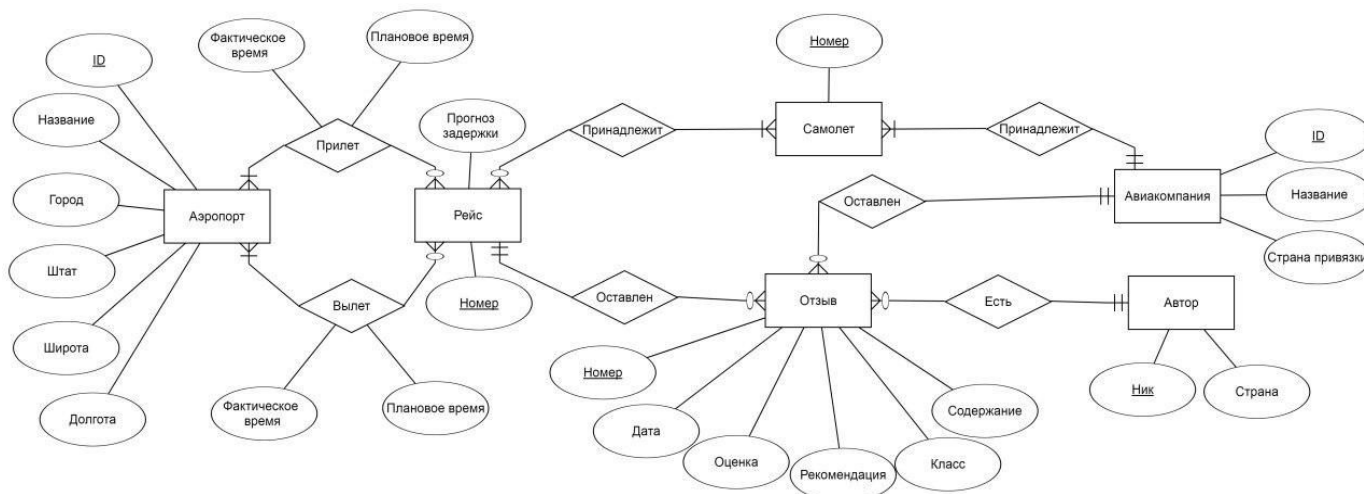 Фактическое
время
Плановое время
Номер
ID
Название
Прилет
Прогноз
задержки
Принадлежит
Самолет
Принадлежит
ID
Город
Аэропорт
Рейс
Оставлен
Авиакомпания
Название
Штат
Страна привязки
Вылет
Номер
Оставлен
Отзыв
Есть
Автор
Широта
Номер
Ник
Страна
Долгота
Фактическое
время
Плановое время
Дата
Оценка
Рекомендация
Класс
Содержание